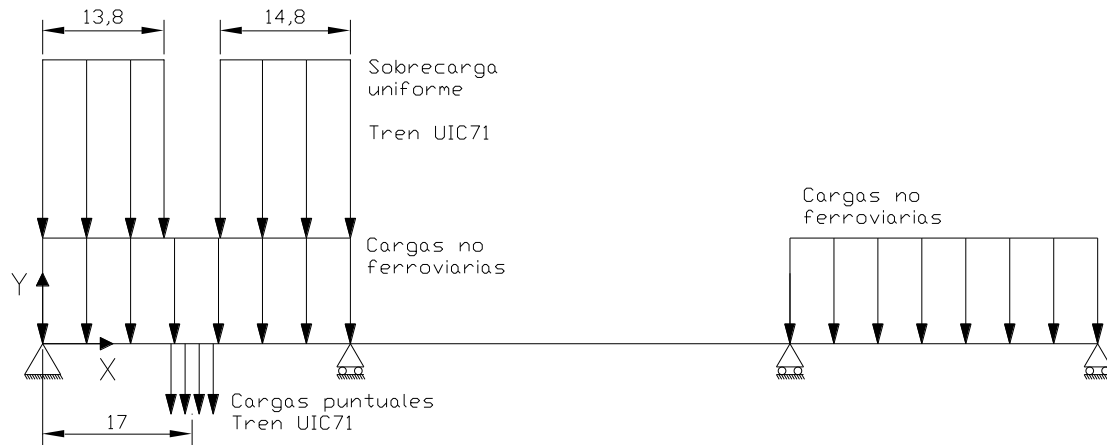 13,8
14,8
Sobrecarga
uniforme
Tren UIC71
Cargas no
ferroviarias
Cargas no
ferroviarias
Y
X
Cargas puntuales
Tren UIC71
17